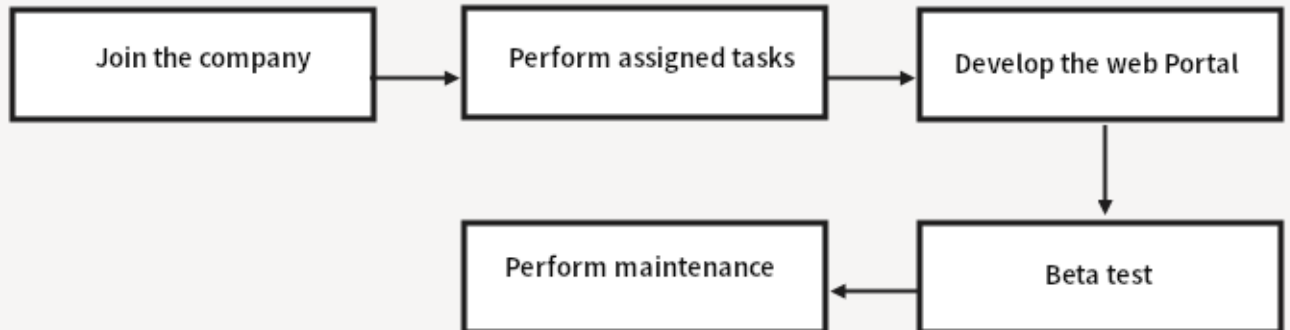 Join the company
Perform assigned tasks
Develop the web Portal
Beta test
Perform maintenance